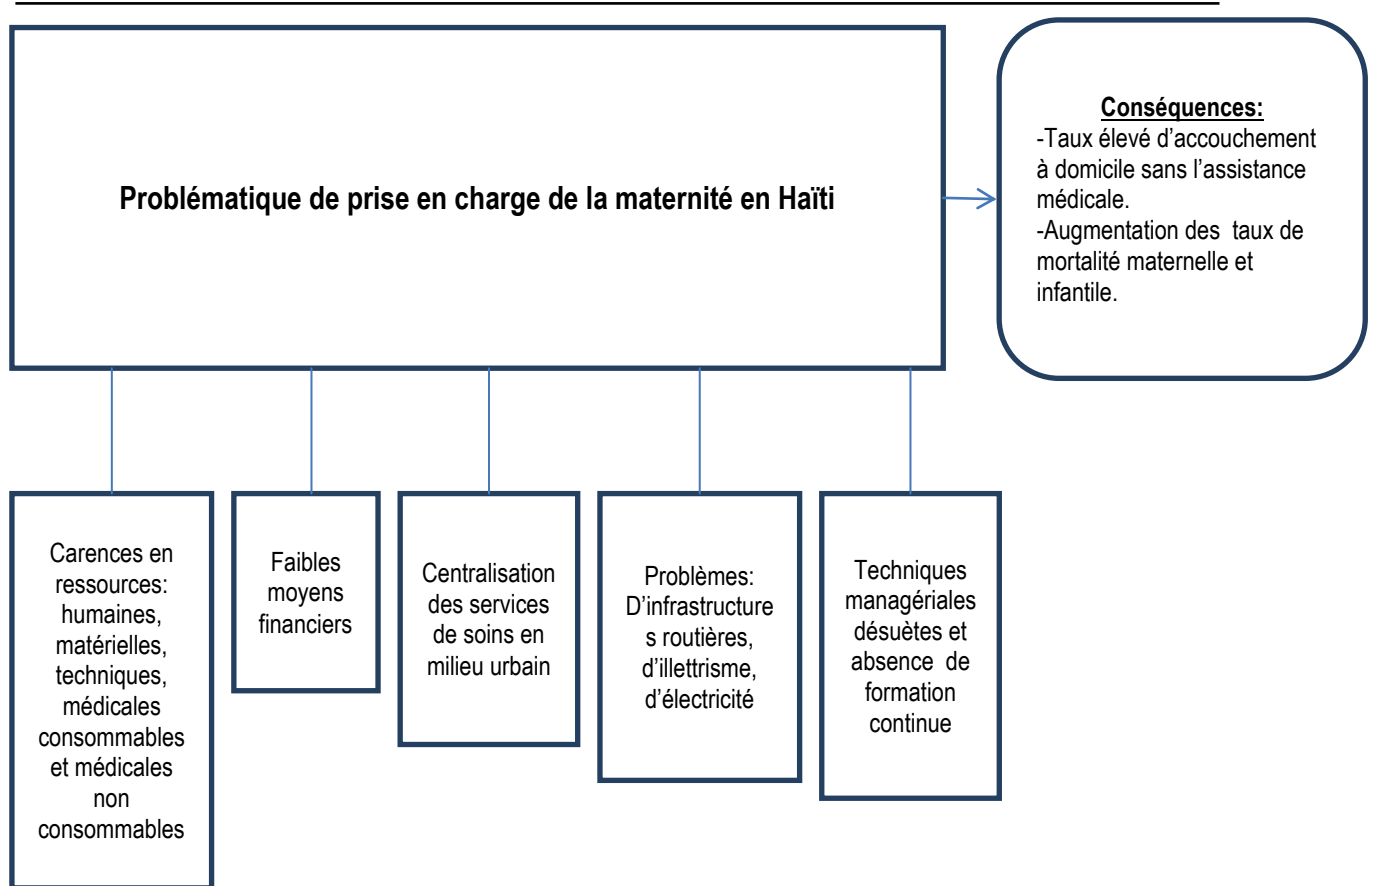 Problématique de prise en charge de la maternité en Haïti
Conséquences:
-Taux élevé d’accouchement
à domicile sans l’assistance
médicale.
-Augmentation des  taux de
mortalité maternelle et
infantile.
Carences en
ressources:
humaines,
matérielles,
techniques,
médicales
consommables
et médicales
non
consommables
Faibles
moyens
financiers
Centralisation
des services
de soins en
milieu urbain
Problèmes:
D’infrastructure
s routières,
d’illettrisme,
d’électricité
Techniques
managériales
désuètes et
absence  de
formation
continue